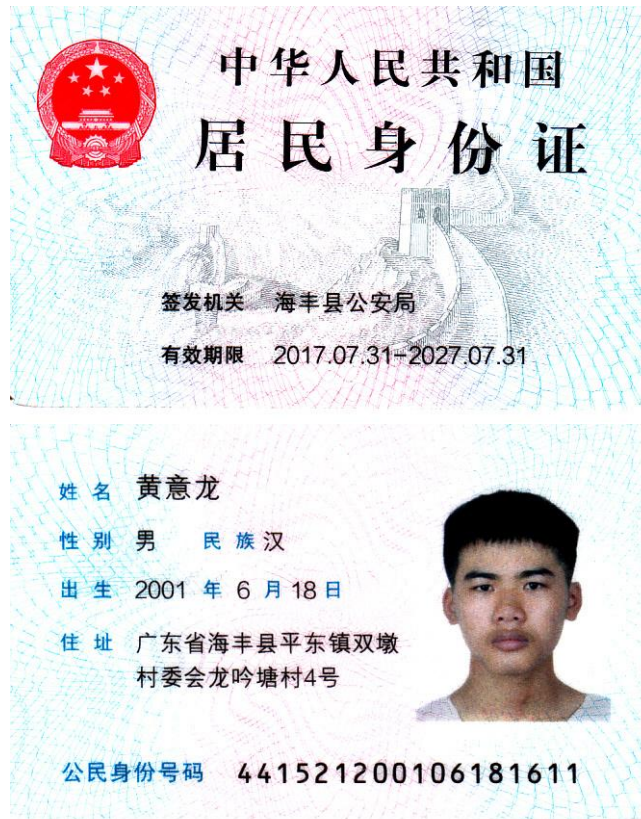 中华人民共和国
居民身份证
签发机关 海丰县公安局
有效期限 2017.07.31-2027.07.31
姓名 黄意龙
性别 男 民族 汉
出生 2001 年 6 月 18 日
住址 广东省海丰县平东镇双墩
村委会龙吟塘村4号
公民身份号码 441521200106181611